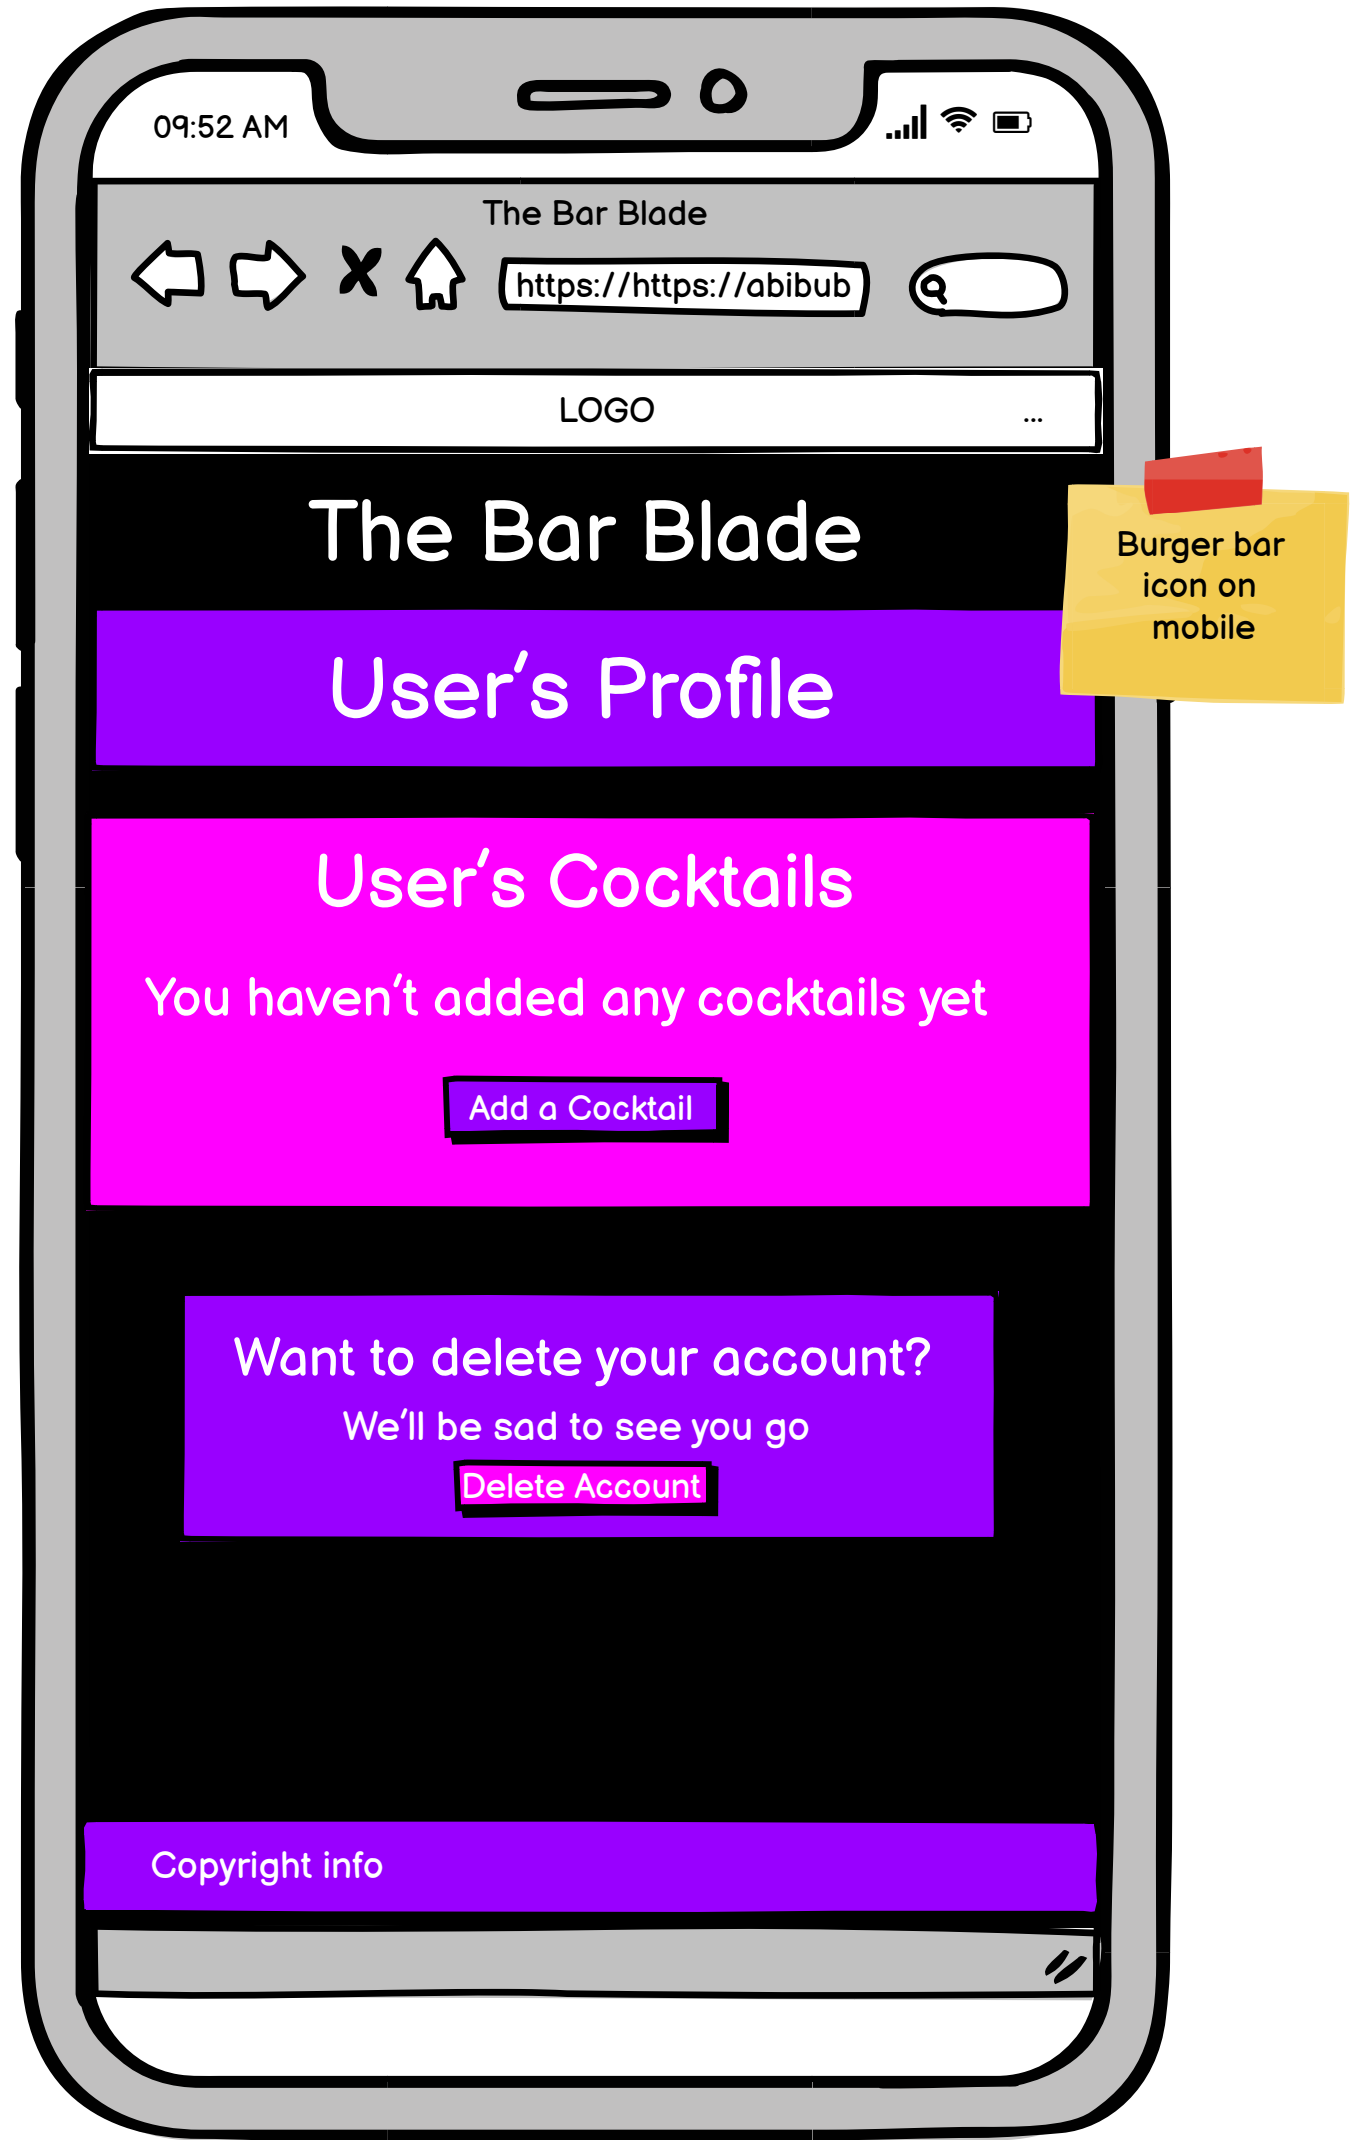 09:52 AM
The Bar Blade
https://https://abibub
LOGO
...
The Bar Blade
Burger bar
icon on
mobile
User's Profile
User's Cocktails
You haven't added any cocktails yet
Add a Cocktail
Want to delete your account?
We'll be sad to see you go
Delete Account
Copyright info